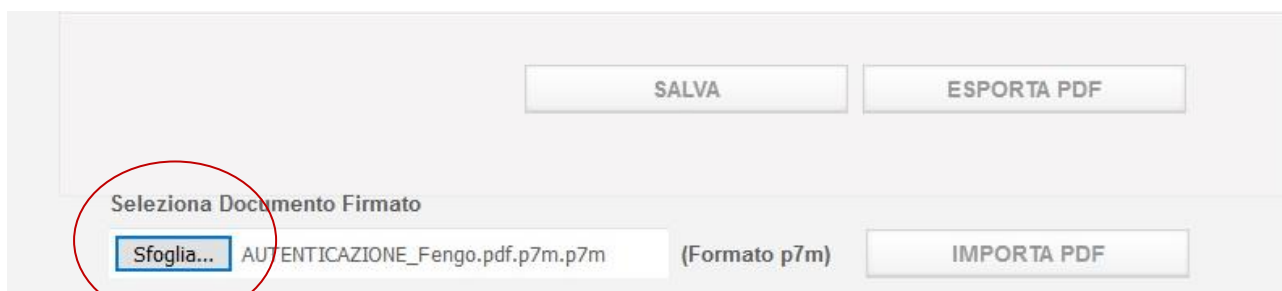 SALVA ESPORTA PDF
Seleziona Documento Firmato
Sfoglia... AUTENTICAZIONE_Fengo.pdf.p7m.p7m (Formato p7m) IMPORTA PDF